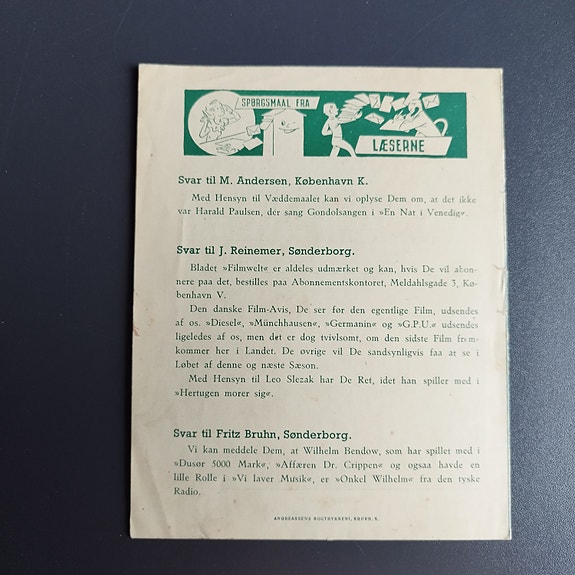 SPØRGSMAAL FRA
LÆSERNE
Svar til M. Andersen, København K.
Med Hensyn til Væddemaalet kan vi oplyse Dem om, at det ikke
var Harald Paulsen, der sang Gondolsangen i »En Nat i Venedig«.
Svar til J. Reinemer, Sønderborg.
Bladet »Filmwelt« er aldeles udmærket og kan, hvis De vil abon-
nere paa det, bestilles paa Abonnementskontoret, Meldahlsgade 3, Kø-
benhavn V.
Den danske Film-Avis, De ser før den egentlige Film, udsendes
af os. »Diesel«, »Münchhausen«, »Germanin« og »G.P.U.« udsendes
ligeledes af os, men det er dog tvivlsomt, om den sidste Film frem-
kommer her i Landet. De øvrige vil De sandsynligvis faa at se i
Løbet af denne og næste Sæson.
Med Hensyn til Leo Slezak har De Ret, idet han spiller med i
»Hertugen morer sig«.
Svar til Fritz Bruhn, Sønderborg.
Vi kan meddele Dem, at Wilhelm Bendow, som har spillet med i
»Dusør 5000 Mark«, »Affæren Dr. Crippen« og ogsaa havde en
lille Rolle i »Vi laver Musik«, er »Onkel Wilhelm« fra den tyske
Radio.
ANDREASSENS BOGTRYKKERI, KBHVN. K.